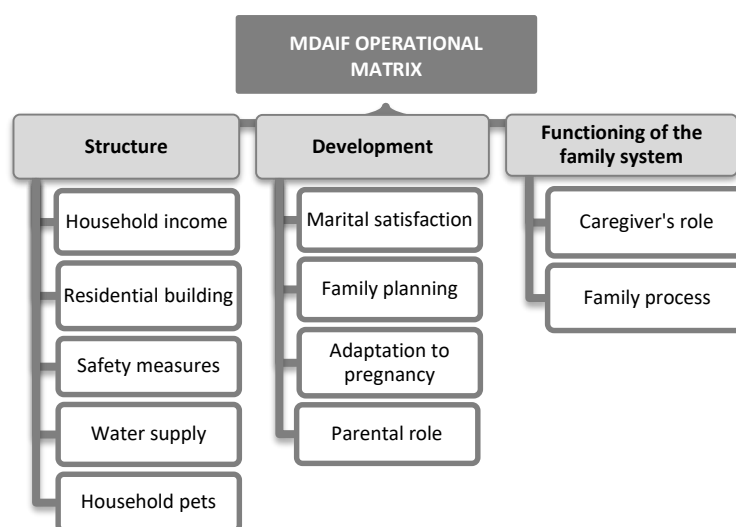 MDAIF OPERATIONAL
MATRIX
Structure
Household income
Residential building
Safety measures
Water supply
Household pets
Development
Marital satisfaction
Family planning
Adaptation to
pregnancy
Parental role
Functioning of the
family system
Caregiver's role
Family process